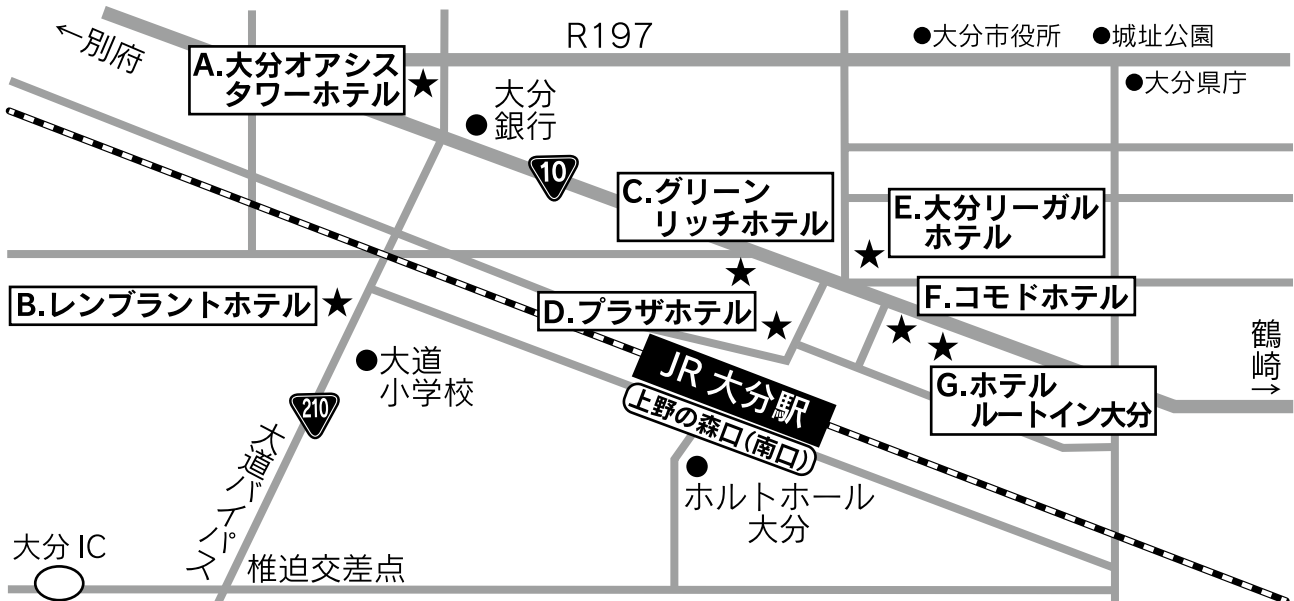 ←別府
R197
●大分市役所
●城址公園
●大分県庁
A.大分オアシス
タワーホテル
★
●大分
銀行
10
C.グリーン
リッチホテル
★
E.大分リーガル
ホテル
★
B.レンブラントホテル
★
D.プラザホテル
★
F.コモドホテル
★
★
G.ホテル
ルートイン大分
鶴崎→
●大道
小学校
JR 大分駅
上野の森口(南口)
210
大道バイパス
●
ホルトホール
大分
大分 IC
椎迫交差点